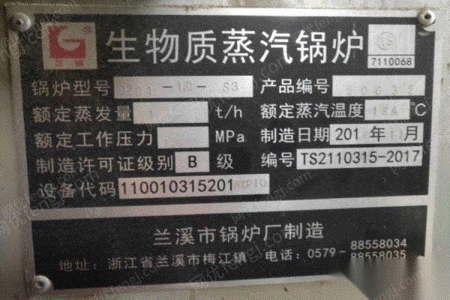 生物质蒸汽锅炉
7110068
锅炉型号 产品编号
额定蒸发量 t/h 额定蒸汽温度 ℃
额定工作压力 MPa 制造日期 201 年 月
制造许可证级别 B 级 编号 TS2110315-2017
设备代码 110010315201
兰溪市锅炉厂制造
地址：浙江省兰溪市梅江镇 电话：0579-88558034
88558035